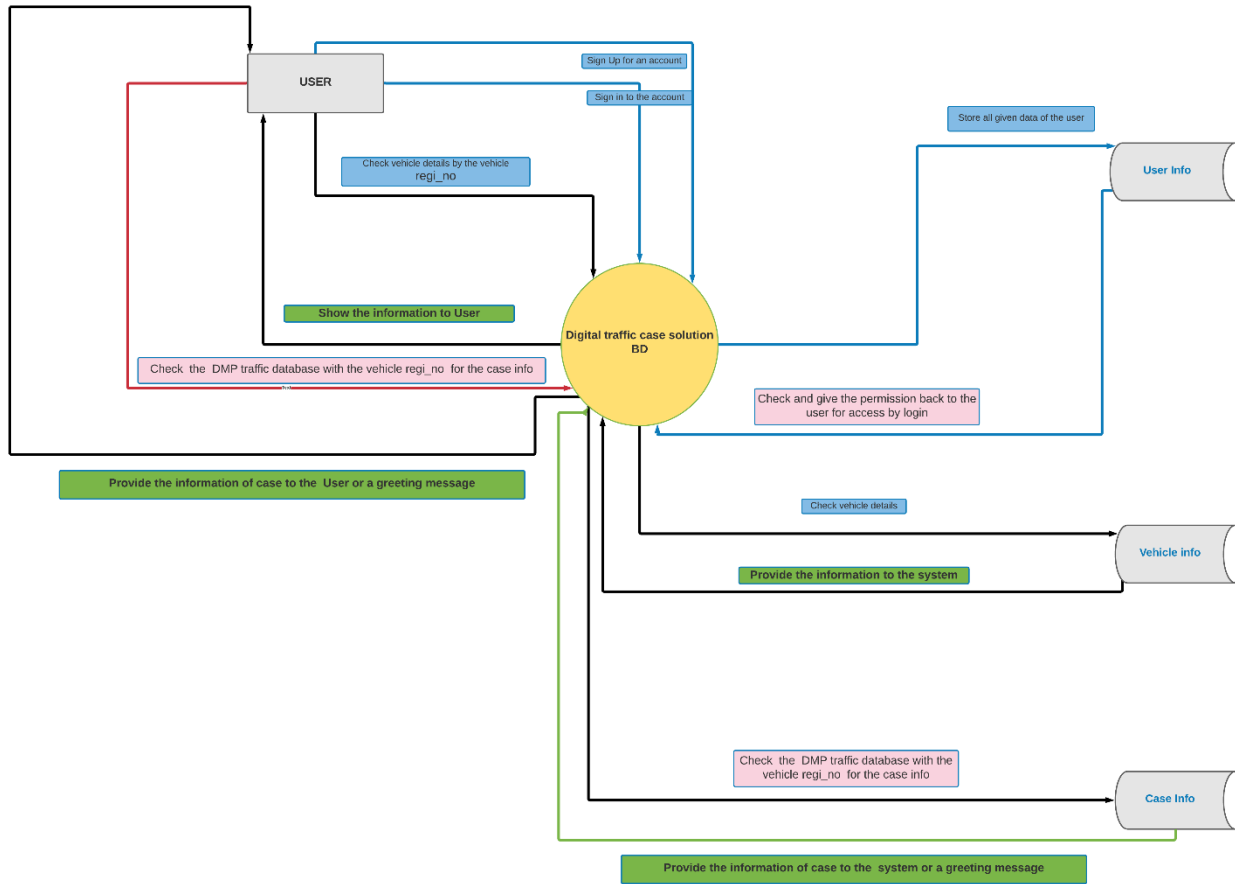 Sign Up for an account
USER
Sign in to the account
Store all given data of the user
Check vehicle details by the vehicle
regi_no
User Info
Show the information to User
Digital traffic case solution
BD
Check the DMP traffic database with the vehicle regi_no for the case info
Check and give the permission back to the
user for access by login
Provide the information of case to the User or a greeting message
Check vehicle details
Vehicle info
Provide the information to the system
Check the DMP traffic database with the
vehicle regi_no for the case info
Case Info
Provide the information of case to the system or a greeting message